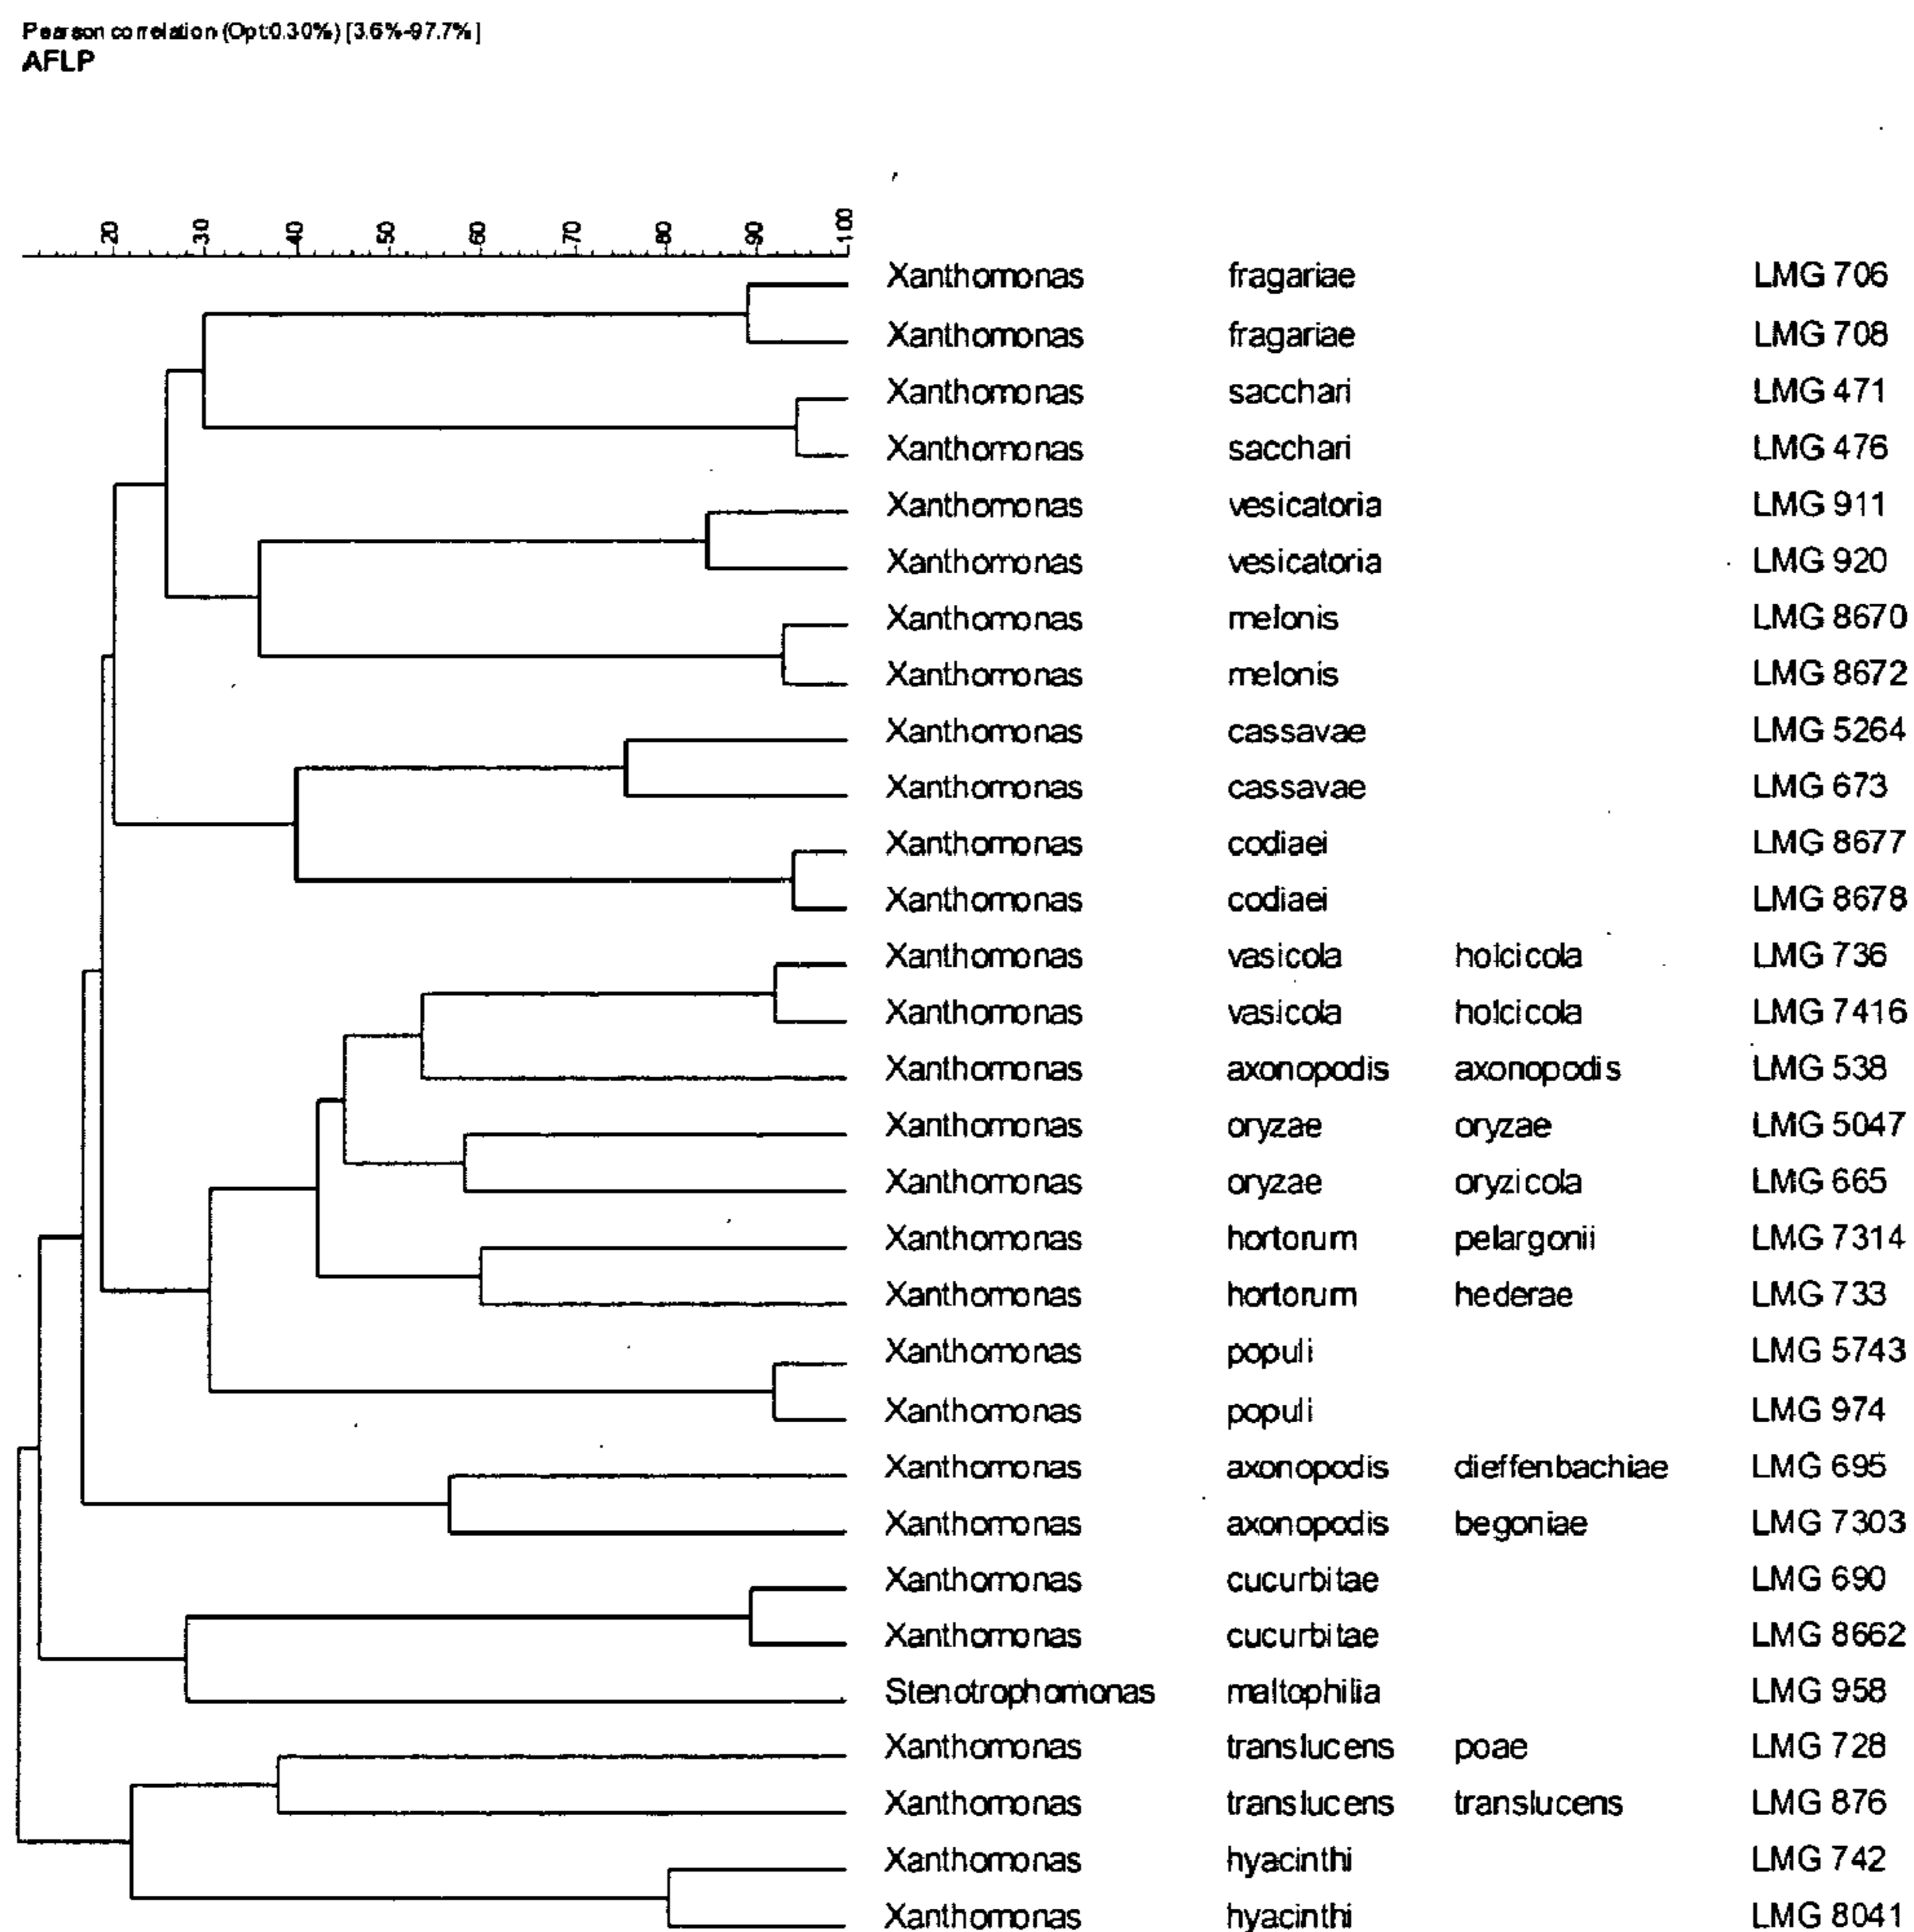 Pearson correlation (Opt:0.30%) [3.6%-97.7%]
AFLP
20 30 40 50 60 70 80 90 100
Xanthomonas fragariae LMG 706
Xanthomonas fragariae LMG 708
Xanthomonas sacchari LMG 471
Xanthomonas sacchari LMG 476
Xanthomonas vesicatoria LMG 911
Xanthomonas vesicatoria LMG 920
Xanthomonas melonis LMG 8670
Xanthomonas melonis LMG 8672
Xanthomonas cassavae LMG 5264
Xanthomonas cassavae LMG 673
Xanthomonas codiaei LMG 8677
Xanthomonas codiaei LMG 8678
Xanthomonas vasicola holcicola LMG 736
Xanthomonas vasicola holcicola LMG 7416
Xanthomonas axonopodis axonopodis LMG 538
Xanthomonas oryzae oryzae LMG 5047
Xanthomonas oryzae oryzicola LMG 665
Xanthomonas hortorum pelargonii LMG 7314
Xanthomonas hortorum hederae LMG 733
Xanthomonas populi LMG 5743
Xanthomonas populi LMG 974
Xanthomonas axonopodis dieffenbachiae LMG 695
Xanthomonas axonopodis begoniae LMG 7303
Xanthomonas cucurbitae LMG 690
Xanthomonas cucurbitae LMG 8662
Stenotrophomonas maltophilia LMG 958
Xanthomonas translucens poae LMG 728
Xanthomonas translucens translucens LMG 876
Xanthomonas hyacinthi LMG 742
Xanthomonas hyacinthi LMG 8041